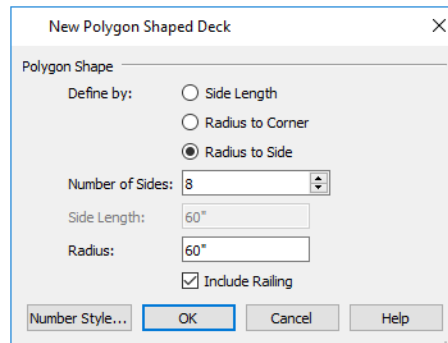 New Polygon Shaped Deck
Polygon Shape
Define by: Side Length
Radius to Corner
Radius to Side
Number of Sides: 8
Side Length: 60"
Radius: 60"
Include Railing
Number Style... OK Cancel Help